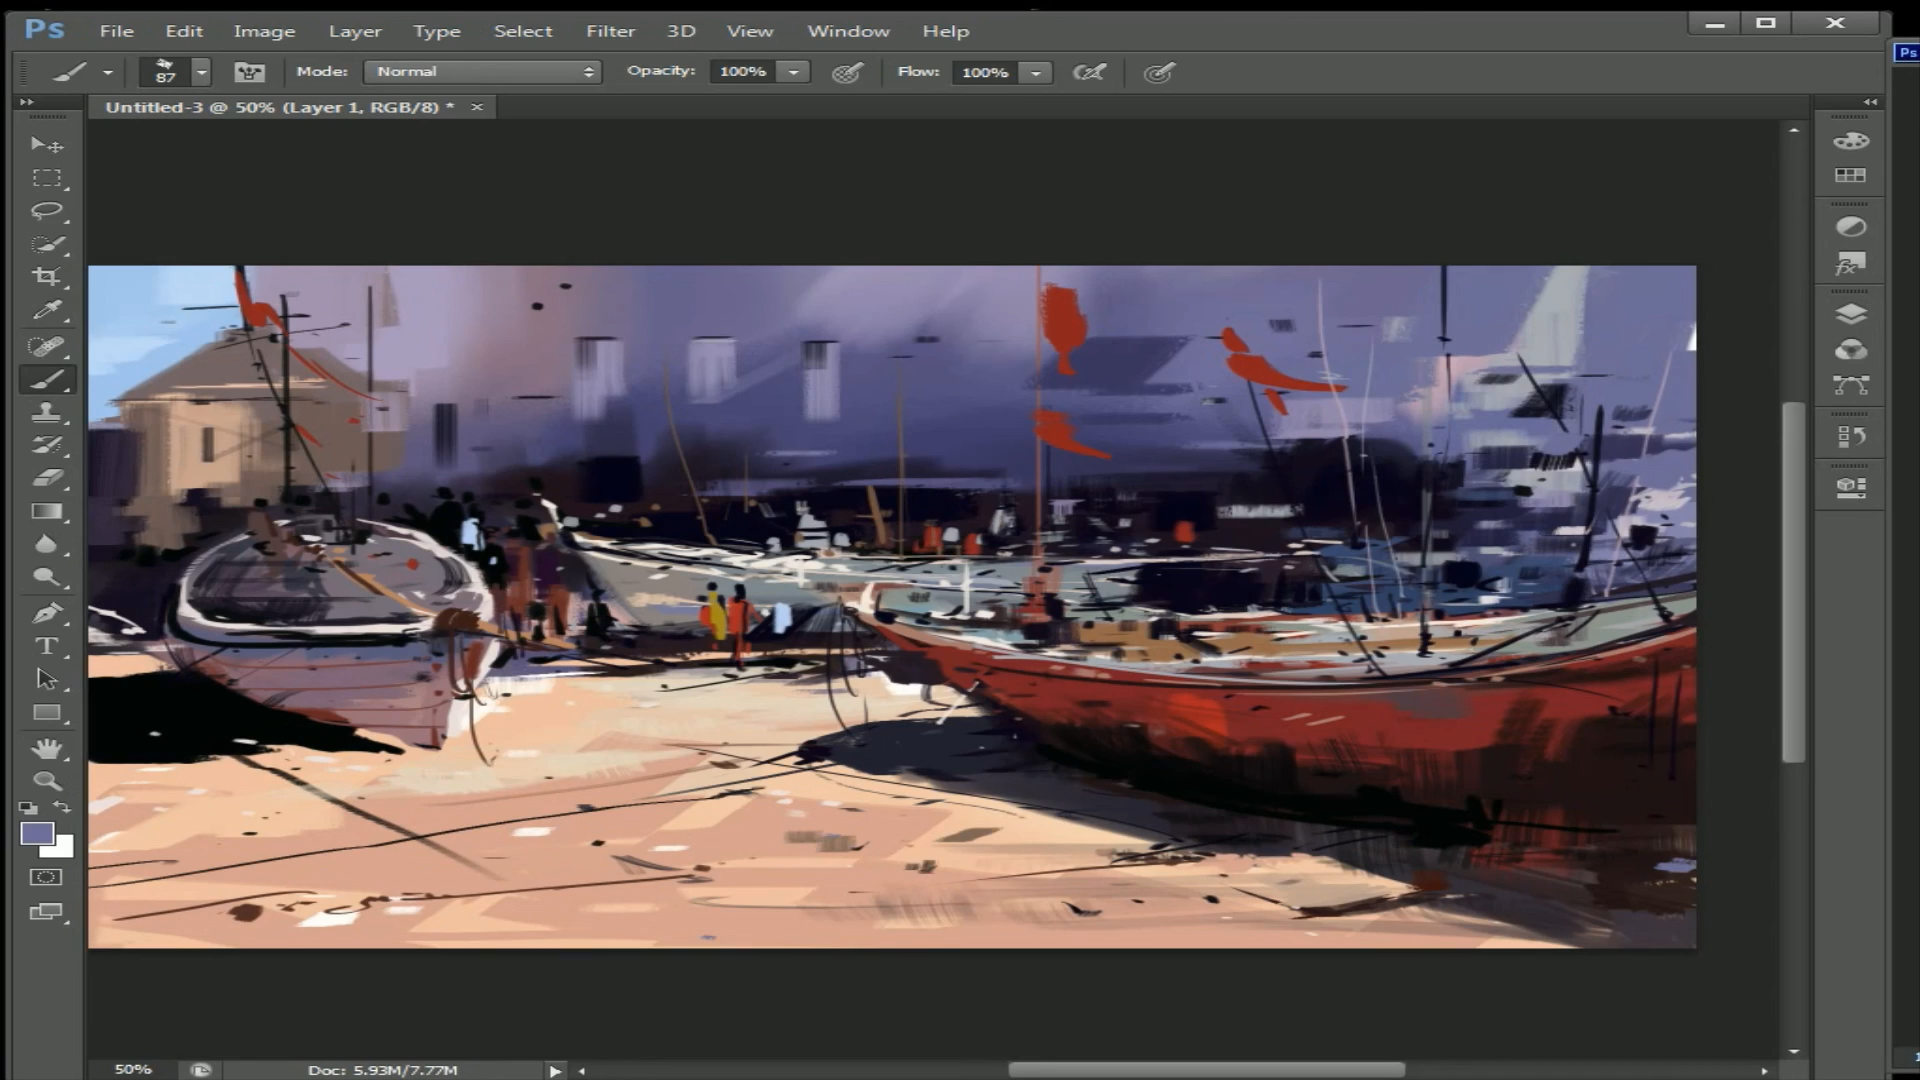 Ps File Edit Image Layer Type Select Filter 3D View Window Help
87 Mode: Normal Opacity: 100% Flow: 100%
Untitled-3 @ 50% (Layer 1, RGB/8) *
50% Doc: 5.93M/7.77M
Ps